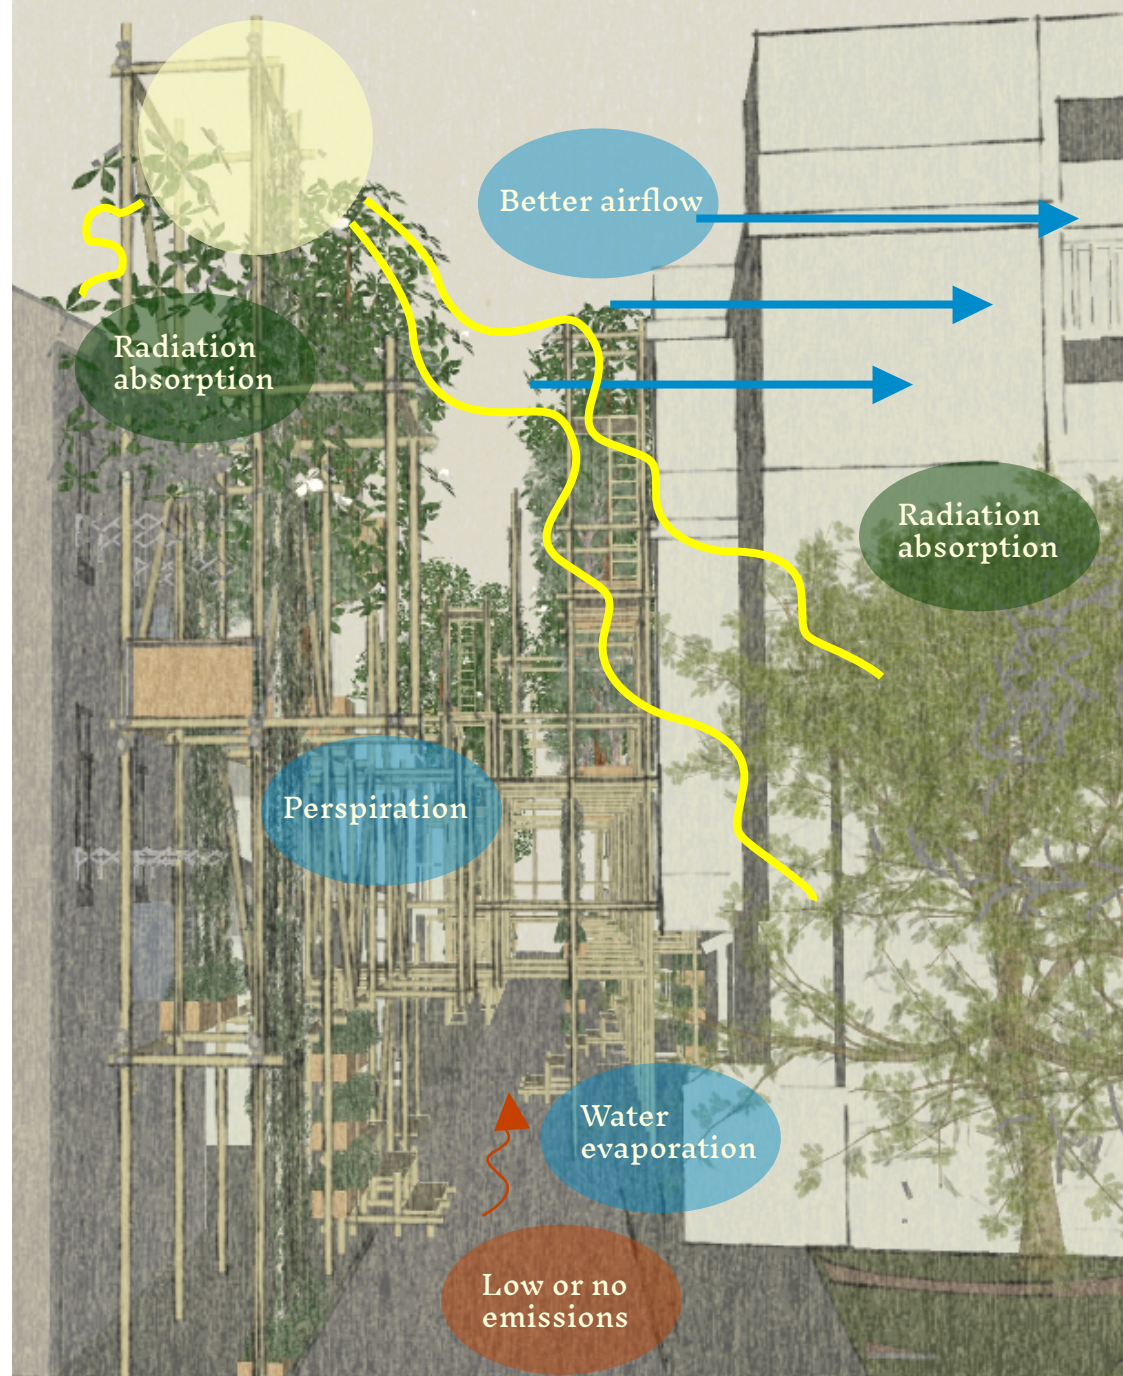 Better airflow
Radiation
absorption
Radiation
absorption
Perspiration
Water
evaporation
Low or no
emissions